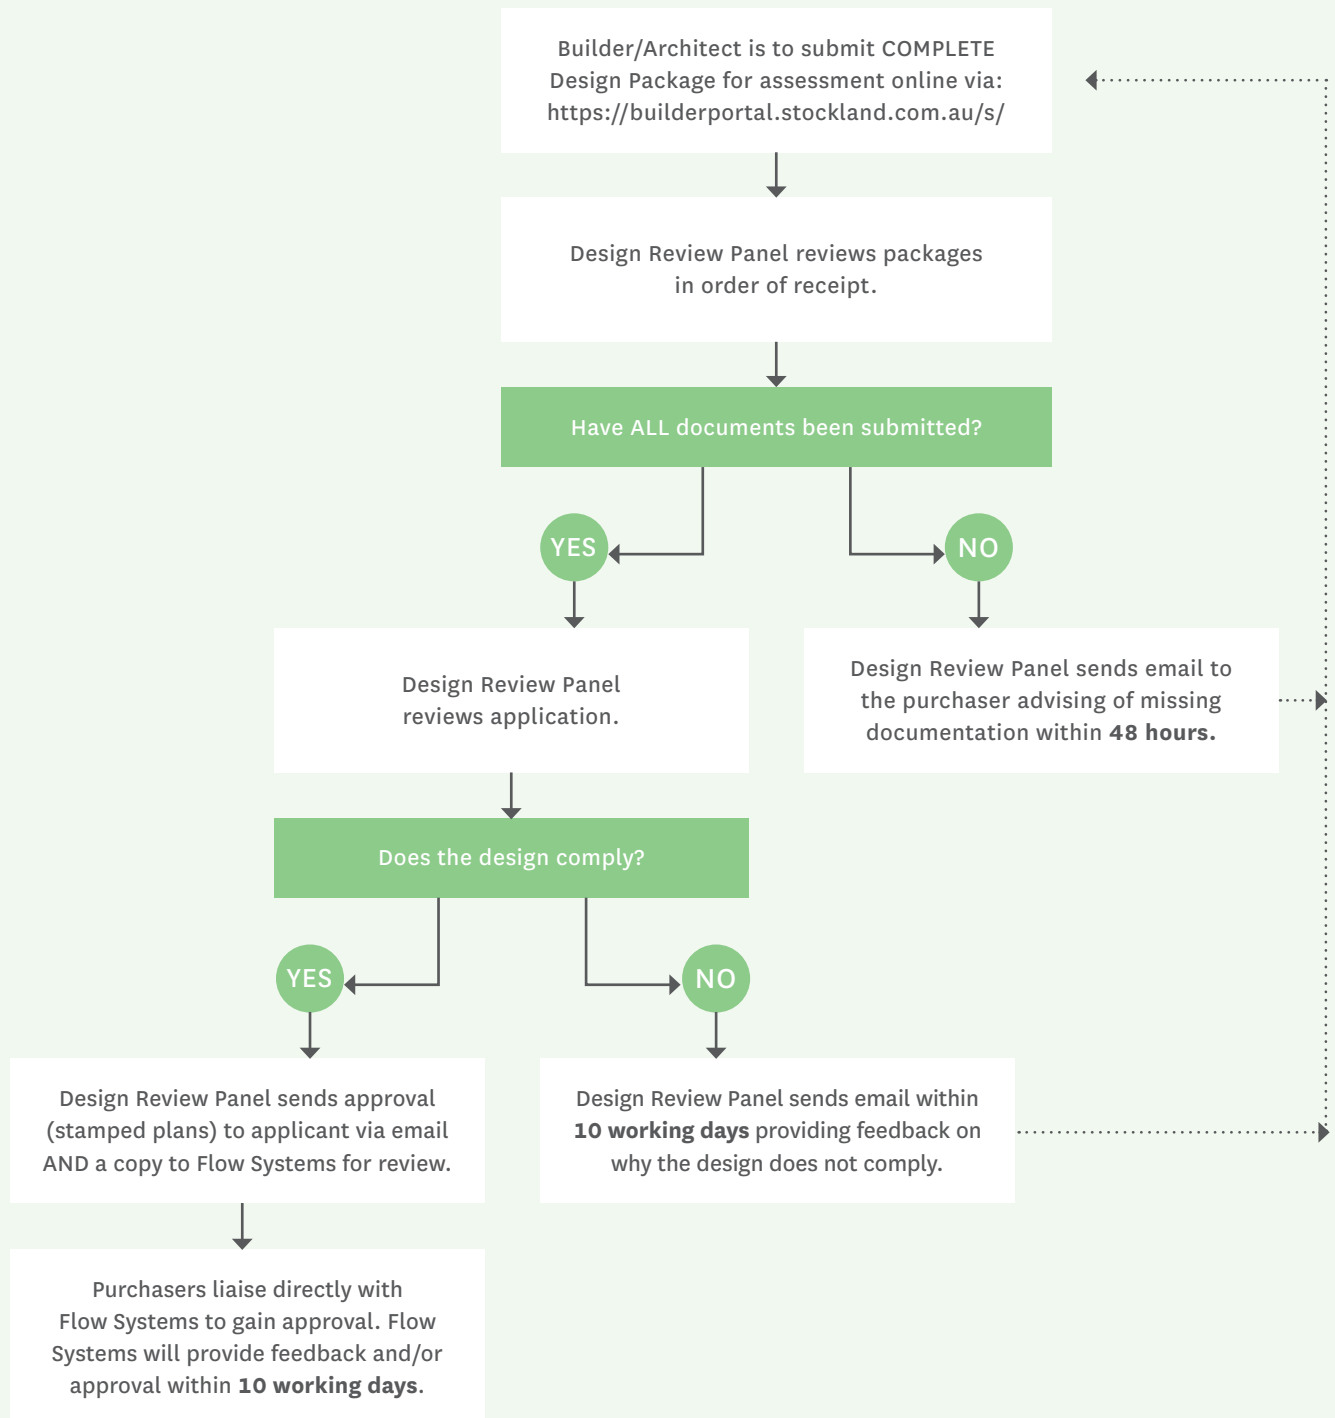 Builder/Architect is to submit COMPLETE
Design Package for assessment online via:
https://builderportal.stockland.com.au/s/
Design Review Panel reviews packages
in order of receipt.
Have ALL documents been submitted?
YES
NO
Design Review Panel
reviews application.
Design Review Panel sends email to
the purchaser advising of missing
documentation within 48 hours.
Does the design comply?
YES
NO
Design Review Panel sends approval
(stamped plans) to applicant via email
AND a copy to Flow Systems for review.
Design Review Panel sends email within
10 working days providing feedback on
why the design does not comply.
Purchasers liaise directly with
Flow Systems to gain approval. Flow
Systems will provide feedback and/or
approval within 10 working days.